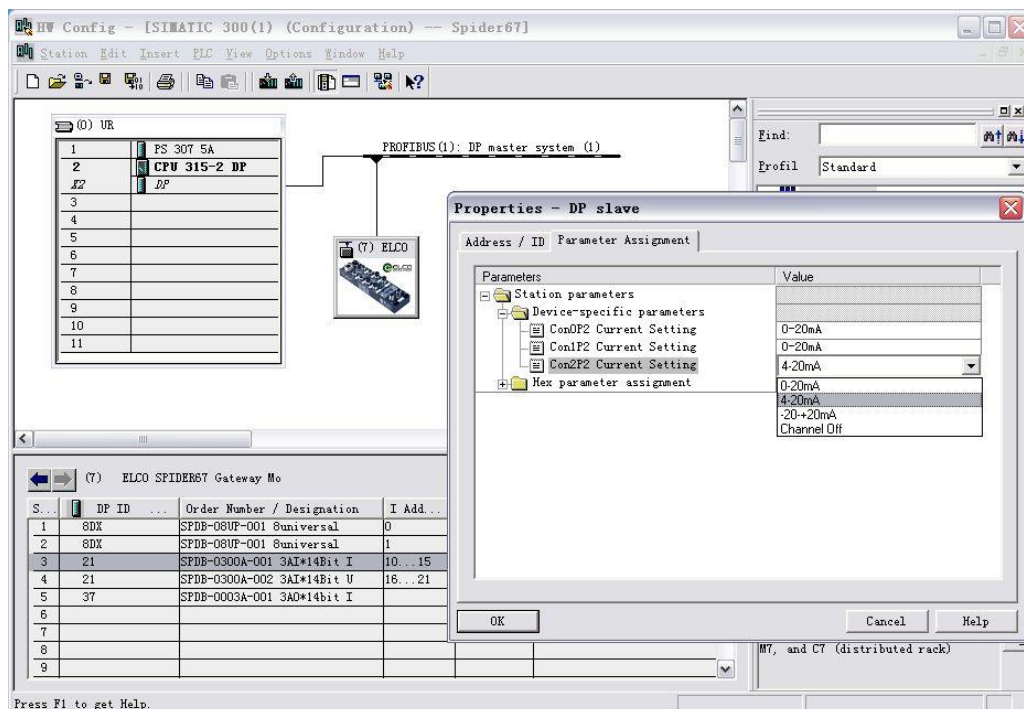 HW Config - [SIMATIC 300(1) (Configuration) -- Spider67]
Station Edit Insert PLC View Options Window Help
(0) UR
1 PS 307 5A
2 CPU 315-2 DP
X2 DP
3
4
5
6
7
8
9
10
11
PROFIBUS(1): DP master system (1)
(7) ELCO
ELCO
Find:
Profil Standard
Properties - DP slave
Address / ID Parameter Assignment
Parameters Value
Station parameters
Device-specific parameters
Con0P2 Current Setting 0-20mA
Con1P2 Current Setting 0-20mA
Con2P2 Current Setting 4-20mA
Hex parameter assignment
0-20mA
4-20mA
-20-+20mA
Channel Off
OK Cancel Help
(7) ELCO SPIDER67 Gateway Mo
S... DP ID ... Order Number / Designation I Add...
1 8DX SPDB-08UP-001 8universal 0
2 8DX SPDB-08UP-001 8universal 1
3 21 SPDB-0300A-001 3AI*14Bit I 10...15
4 21 SPDB-0300A-002 3AI*14Bit U 16...21
5 37 SPDB-0003A-001 3AO*14bit I
6
7
8
9
M7, and C7 (distributed rack)
Press F1 to get Help.